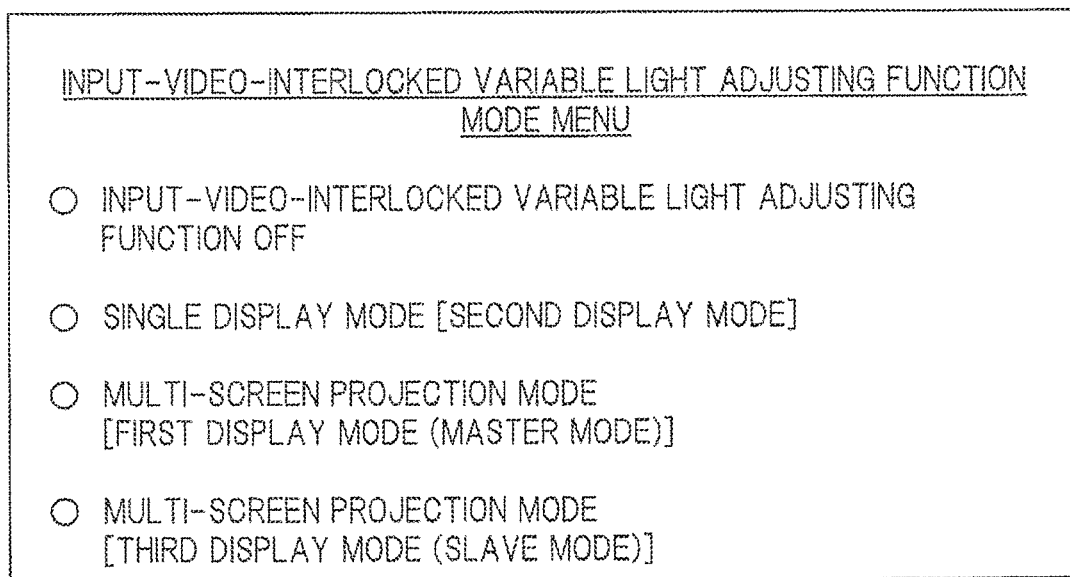 INPUT-VIDEO-INTERLOCKED VARIABLE LIGHT ADJUSTING FUNCTION
MODE MENU
INPUT-VIDEO-INTERLOCKED VARIABLE LIGHT ADJUSTING
FUNCTION OFF
SINGLE DISPLAY MODE [SECOND DISPLAY MODE]
MULTI-SCREEN PROJECTION MODE
[FIRST DISPLAY MODE (MASTER MODE)]
MULTI-SCREEN PROJECTION MODE
[THIRD DISPLAY MODE (SLAVE MODE)]